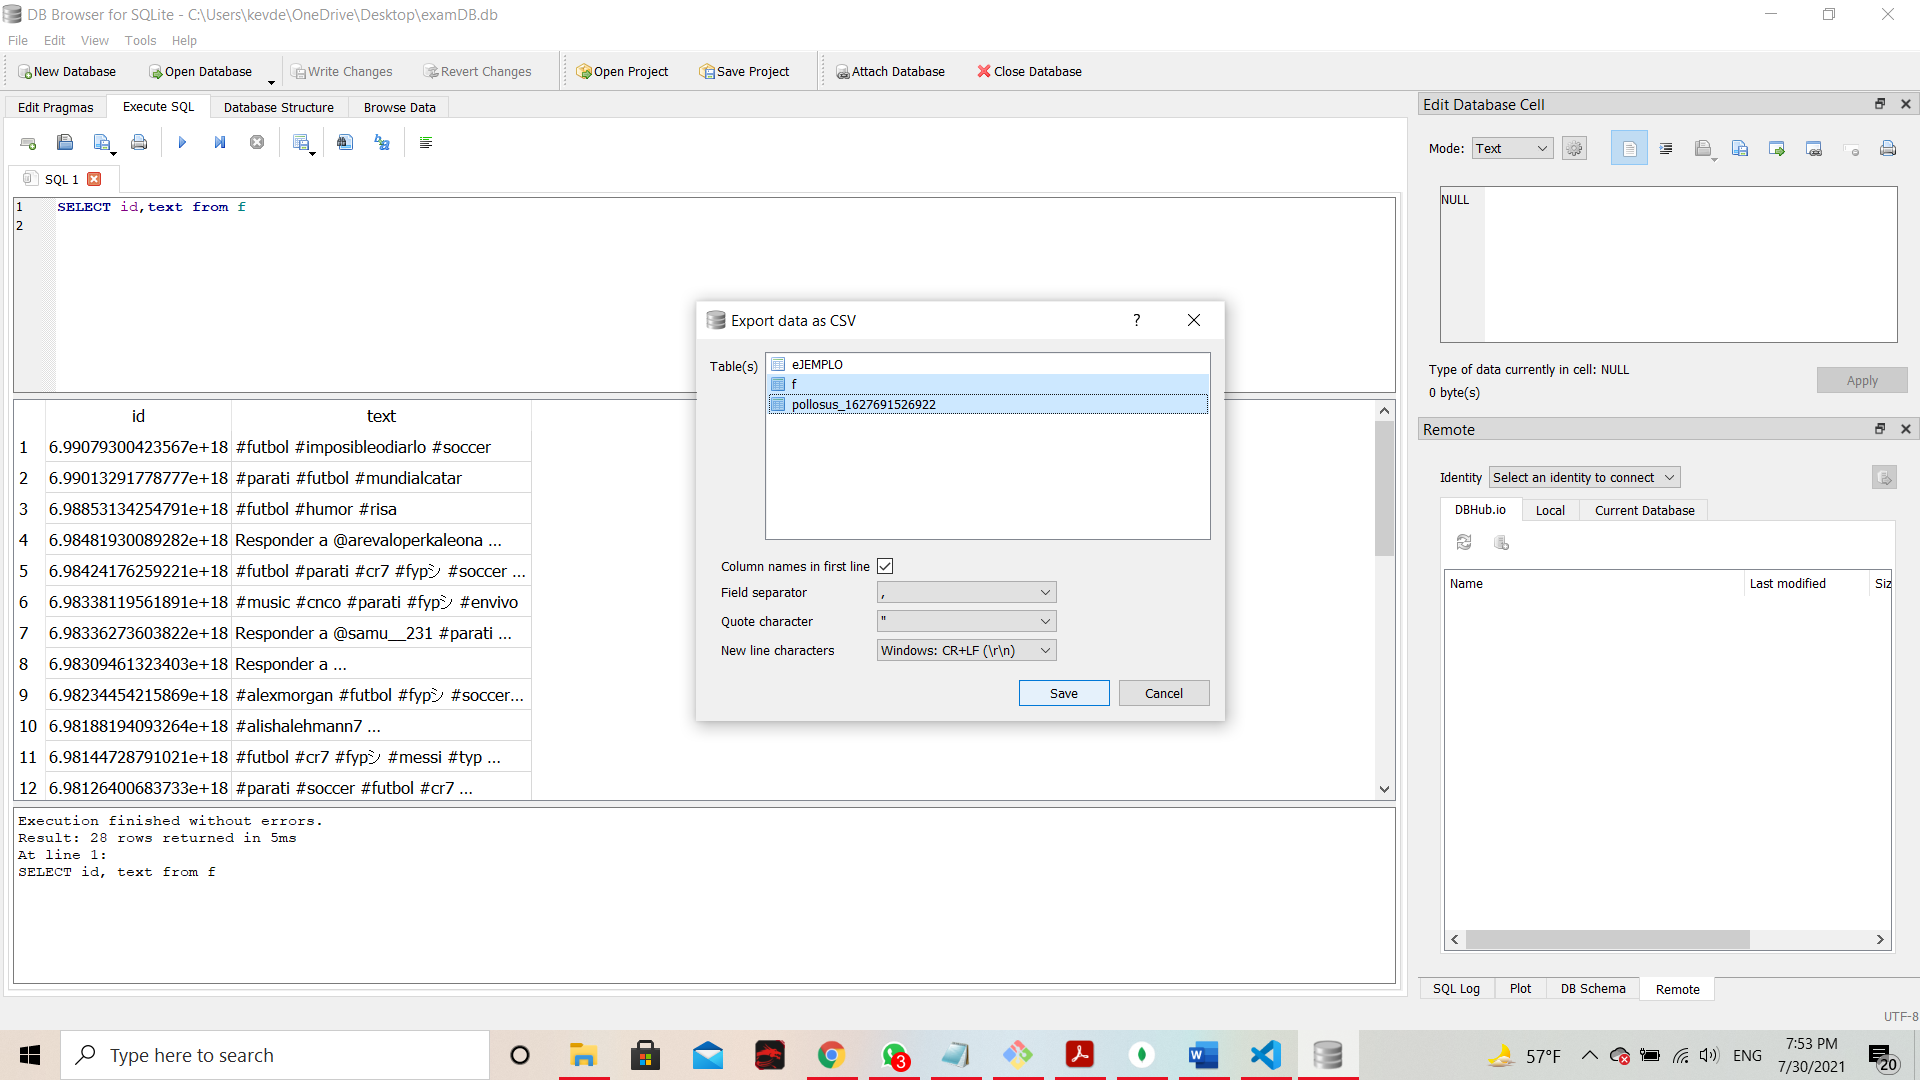 DB Browser for SQLite - C:\Users\kevde\OneDrive\Desktop\examDB.db
File Edit View Tools Help
New Database Open Database Write Changes Revert Changes Open Project Save Project Attach Database Close Database
Edit Pragmas Execute SQL Database Structure Browse Data
SQL 1
1 SELECT id,text from f
2
id text
1 6.99079300423567e+18 #futbol #imposibleodiarlo #soccer
2 6.99013291778777e+18 #parati #futbol #mundialcatar
3 6.98853134254791e+18 #futbol #humor #risa
4 6.98481930089282e+18 Responder a @arevaloperkaleona ...
5 6.98424176259221e+18 #futbol #parati #cr7 #fypシ #soccer ...
6 6.98338119561891e+18 #music #cnco #parati #fypシ #envivo
7 6.98336273603822e+18 Responder a @samu__231 #parati ...
8 6.98309461323403e+18 Responder a ...
9 6.98234454215869e+18 #alexmorgan #futbol #fypシ #soccer...
10 6.98188194093264e+18 #alishalehmann7 ...
11 6.98144728791021e+18 #futbol #cr7 #fypシ #messi #typ ...
12 6.98126400683733e+18 #parati #soccer #futbol #cr7 ...
Execution finished without errors.
Result: 28 rows returned in 5ms
At line 1:
SELECT id, text from f
Export data as CSV ?
Table(s)
eJEMPLO
f
pollosus_1627691526922
Column names in first line
Field separator ,
Quote character "
New line characters Windows: CR+LF (\r\n)
Save Cancel
Edit Database Cell
Mode: Text
NULL
Type of data currently in cell: NULL
0 byte(s)
Apply
Remote
Identity Select an identity to connect
DBHub.io Local Current Database
Name Last modified Siz
SQL Log Plot DB Schema Remote
UTF-8
Type here to search
3
57°F
ENG
7:53 PM
7/30/2021
20